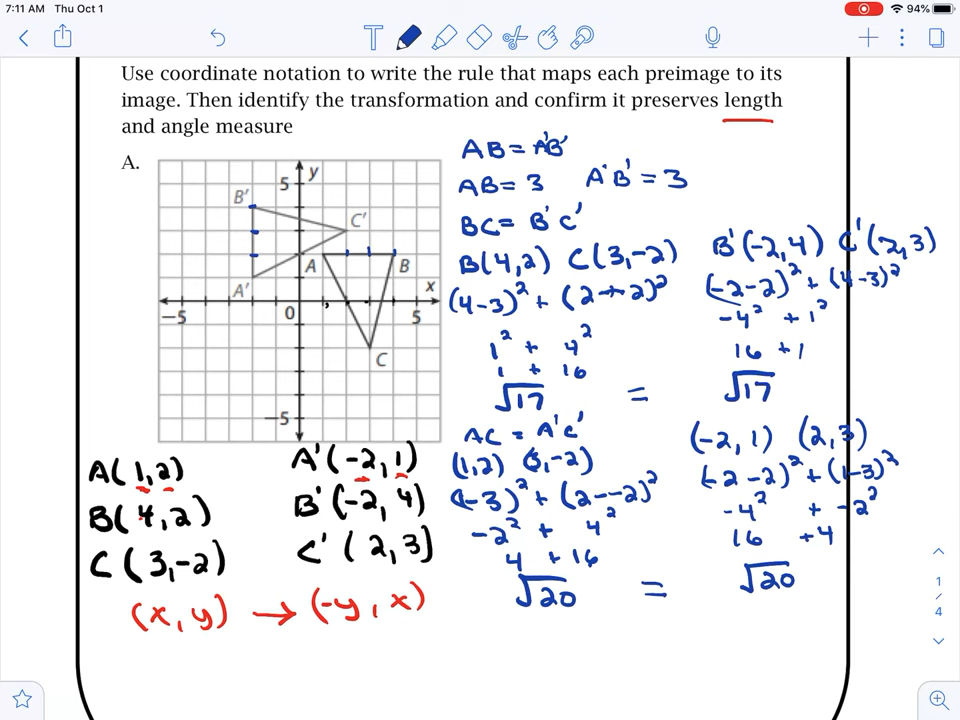 7:11 AM Thu Oct 1
94%
Use coordinate notation to write the rule that maps each preimage to its
image. Then identify the transformation and confirm it preserves length
and angle measure
A.
5
y
B'
C'
A
B
A'
x
−5
0
5
C
−5
A(1,2)
A'(-2,1)
B(4,2)
B'(-2,4)
C(3,-2)
C'(2,3]
(x,y) → (-y,x)
AB = A'B'
AB = 3 A'B' = 3
BC = B'C'
B(4,2) C(3,-2)
(4-3)² + (2--2)²
1² + 4²
1 + 16
√17 =
B'(-2,4) C'(2,3)
(-2-2)² + (4-3)²
-4² + 1²
16 + 1
√17
AC = A'C'
(1,2) (3,-2)
(1-3)² + (2--2)²
-2² + 4²
4 + 16
√20 =
(-2,1) (2,3)
(-2-2)² + (1-3)²
-4² + -2²
16 + 4
√20
1
/
4